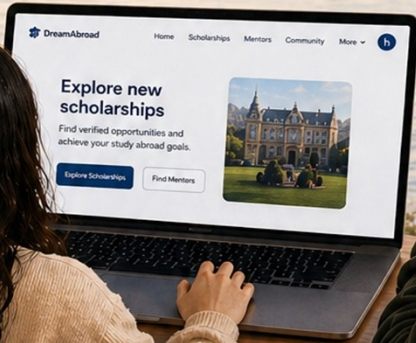 DreamAbroad
Home Scholarships Mentors Community More
h
Explore new
scholarships
Find verified opportunities and
achieve your study abroad goals.
Explore Scholarships
Find Mentors